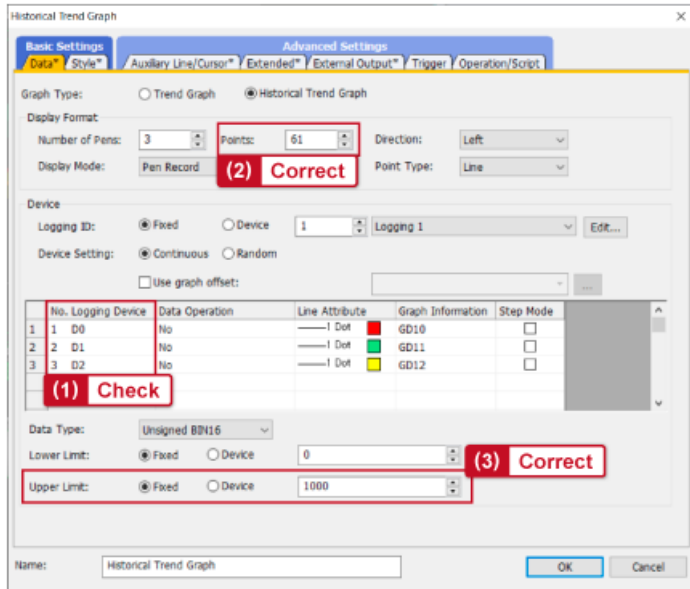 Historical Trend Graph
Basic Settings
Advanced Settings
Data* Style* Auxiliary Line/Cursor* Extended* External Output* Trigger Operation/Script
Graph Type: Trend Graph Historical Trend Graph
Display Format
Number of Pens: 3 Points: 61 Direction: Left
Display Mode: Pen Record Point Type: Line
(2) Correct
Device
Logging ID: Fixed Device 1 Logging 1 Edit...
Device Setting: Continuous Random
Use graph offset: ...
No. Logging Device Data Operation Line Attribute Graph Information Step Mode
1 1 D0 No 1 Dot GD10
2 2 D1 No 1 Dot GD11
3 3 D2 No 1 Dot GD12
(1) Check
Data Type: Unsigned BIN16
Lower Limit: Fixed Device 0
(3) Correct
Upper Limit: Fixed Device 1000
Name: Historical Trend Graph OK Cancel